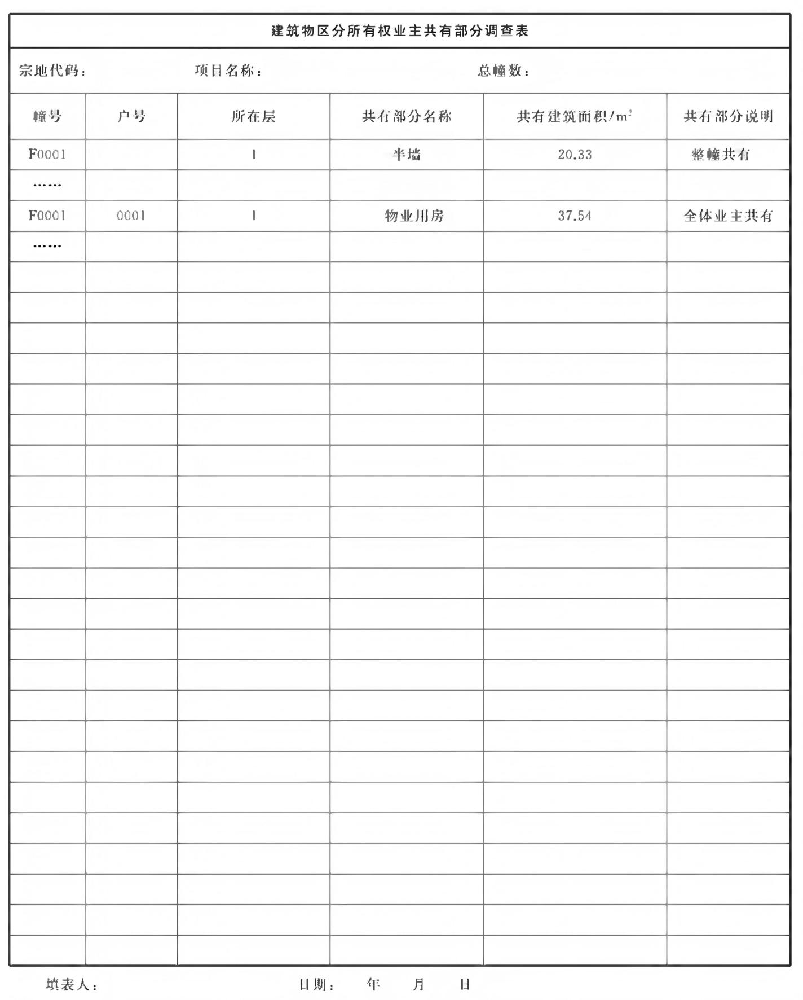 建筑物区分所有权业主共有部分调查表
宗地代码： 项目名称： 总幢数：
幢号 户号 所在层 共有部分名称 共有建筑面积/m²  共有部分说明
F0001 1 半墙 20.33 整幢共有
……
F0001 0001 1 物业用房 37.54 全体业主共有
……
填表人： 日期： 年 月 日